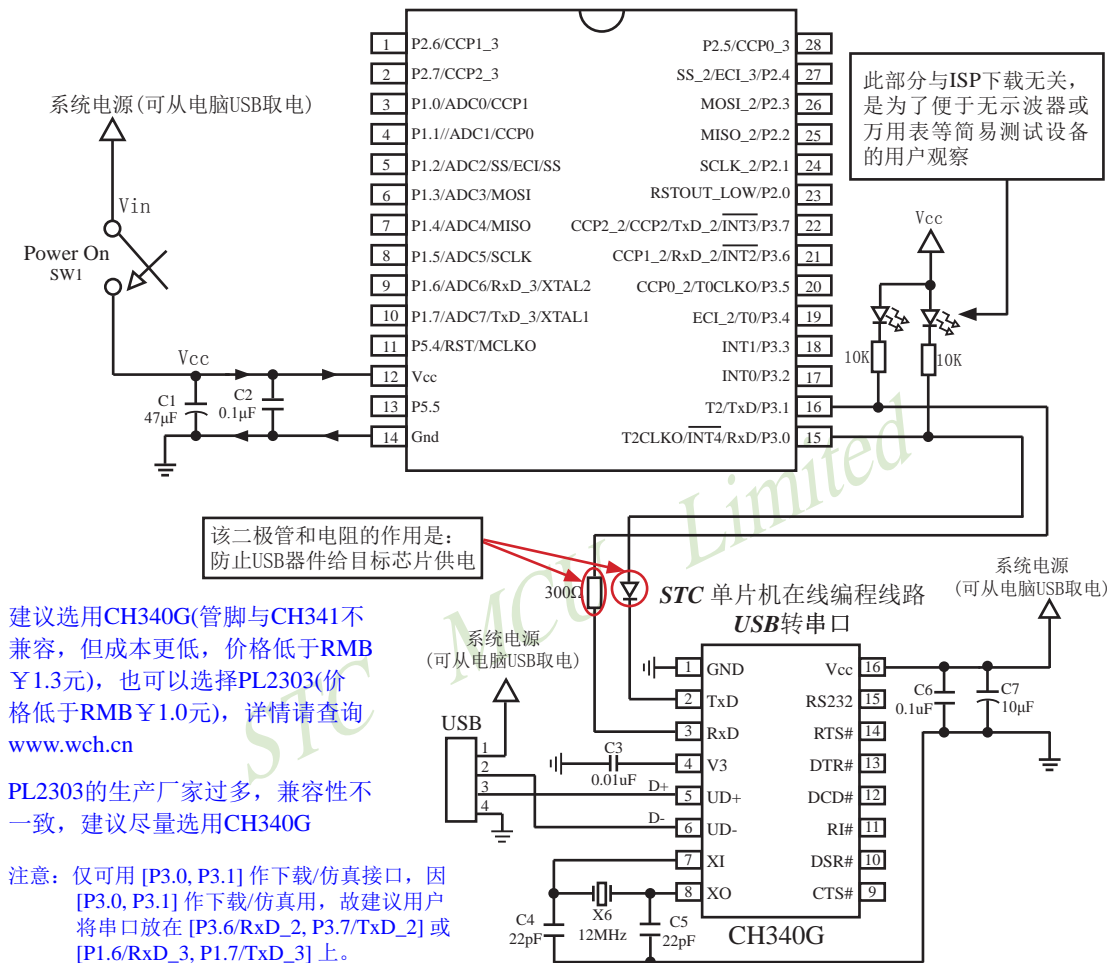 系统电源(可从电脑USB取电)
Vin
Power On
SW1
Vcc
C1
47μF
C2
0.1μF
1 P2.6/CCP1_3
2 P2.7/CCP2_3
3 P1.0/ADC0/CCP1
4 P1.1//ADC1/CCP0
5 P1.2/ADC2/SS/ECI/SS
6 P1.3/ADC3/MOSI
7 P1.4/ADC4/MISO
8 P1.5/ADC5/SCLK
9 P1.6/ADC6/RxD_3/XTAL2
10 P1.7/ADC7/TxD_3/XTAL1
11 P5.4/RST/MCLKO
12 Vcc
13 P5.5
14 Gnd
P2.5/CCP0_3 28
SS_2/ECI_3/P2.4 27
MOSI_2/P2.3 26
MISO_2/P2.2 25
SCLK_2/P2.1 24
RSTOUT_LOW/P2.0 23
CCP2_2/CCP2/TxD_2/INT3/P3.7 22
CCP1_2/RxD_2/INT2/P3.6 21
CCP0_2/T0CLKO/P3.5 20
ECI_2/T0/P3.4 19
INT1/P3.3 18
INT0/P3.2 17
T2/TxD/P3.1 16
T2CLKO/INT4/RxD/P3.0 15
此部分与ISP下载无关，
是为了便于无示波器或
万用表等简易测试设备
的用户观察
Vcc
10K
10K
STC MCU Limited
该二极管和电阻的作用是：
防止USB器件给目标芯片供电
300Ω
STC 单片机在线编程线路
USB转串口
系统电源
(可从电脑USB取电)
建议选用CH340G(管脚与CH341不
兼容，但成本更低，价格低于RMB
￥1.3元)，也可以选择PL2303(价
格低于RMB￥1.0元)，详情请查询
www.wch.cn
PL2303的生产厂家过多，兼容性不
一致，建议尽量选用CH340G
注意：仅可用 [P3.0, P3.1] 作下载/仿真接口，因
[P3.0, P3.1] 作下载/仿真用，故建议用户
将串口放在 [P3.6/RxD_2, P3.7/TxD_2] 或
[P1.6/RxD_3, P1.7/TxD_3] 上。
系统电源
(可从电脑USB取电)
USB
1
2
3
4
C3
0.01uF
D+
D-
1 GND
2 TxD
3 RxD
4 V3
5 UD+
6 UD-
7 XI
8 XO
Vcc 16
RS232 15
RTS# 14
DTR# 13
DCD# 12
RI# 11
DSR# 10
CTS# 9
CH340G
C6
0.1uF
C7
10μF
C4
22pF
X6
12MHz
C5
22pF